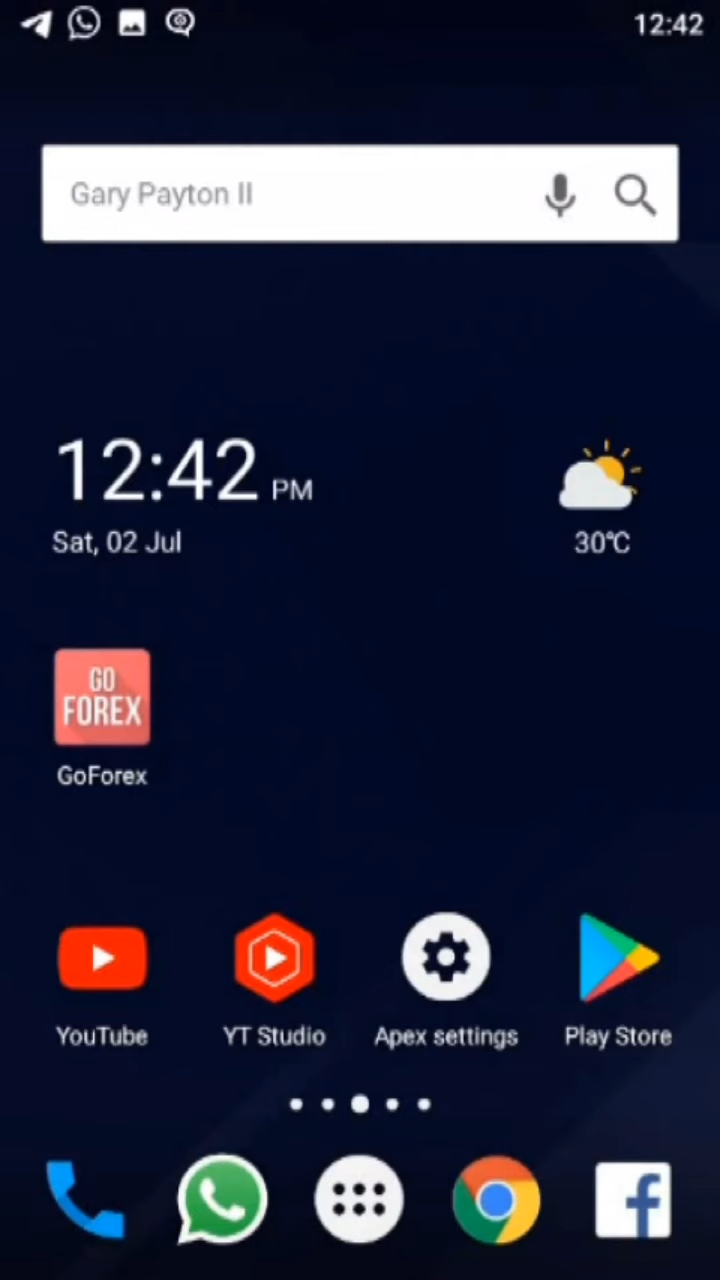 12:42
Gary Payton II
12:42 PM
Sat, 02 Jul
30°C
GO
FOREX
GoForex
YouTube
YT Studio
Apex settings
Play Store